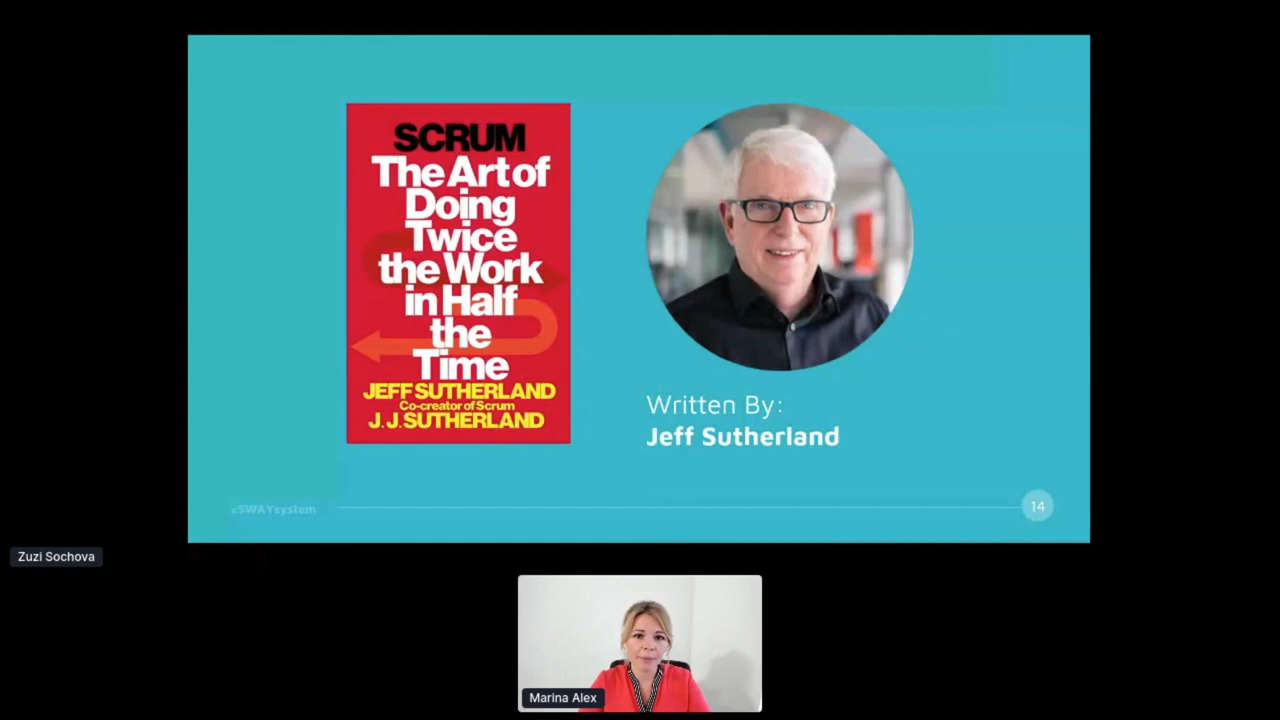 SCRUM
The Art of
Doing
Twice
the Work
in Half
the
Time
JEFF SUTHERLAND
Co-creator of Scrum
J.J. SUTHERLAND
Written By:
Jeff Sutherland
#SWAYsystem
14
Zuzi Sochova
Marina Alex